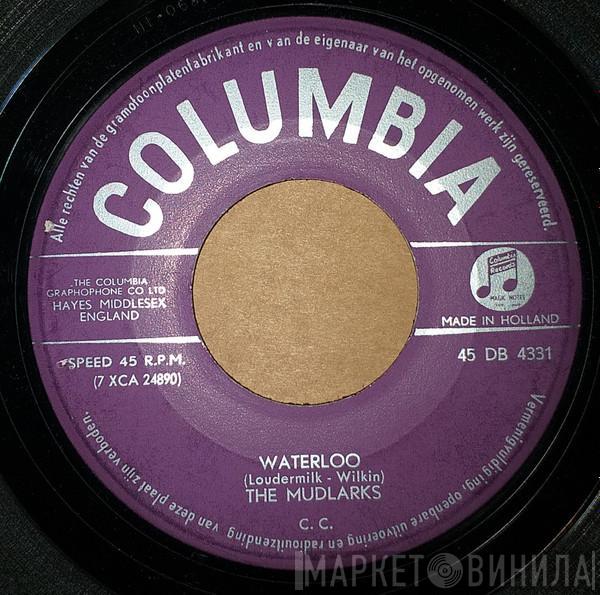 Alle rechten van de gramofoonplatenfabrikant en van de eigenaar van het opgenomen werk zijn gereserveerd.
COLUMBIA
THE COLUMBIA
GRAPHOPHONE CO LTD
HAYES MIDDLESEX
ENGLAND
Columbia
Records
MAGIC NOTES
MADE IN HOLLAND
SPEED 45 R.P.M.
(7 XCA 24890)
45 DB 4331
WATERLOO
(Loudermilk - Wilkin)
THE MUDLARKS
C. C.
Vermenigvuldiging, openbare uitvoering en radiouitzending van deze plaat zijn verboden.
МАРКЕТ ВИНИЛА